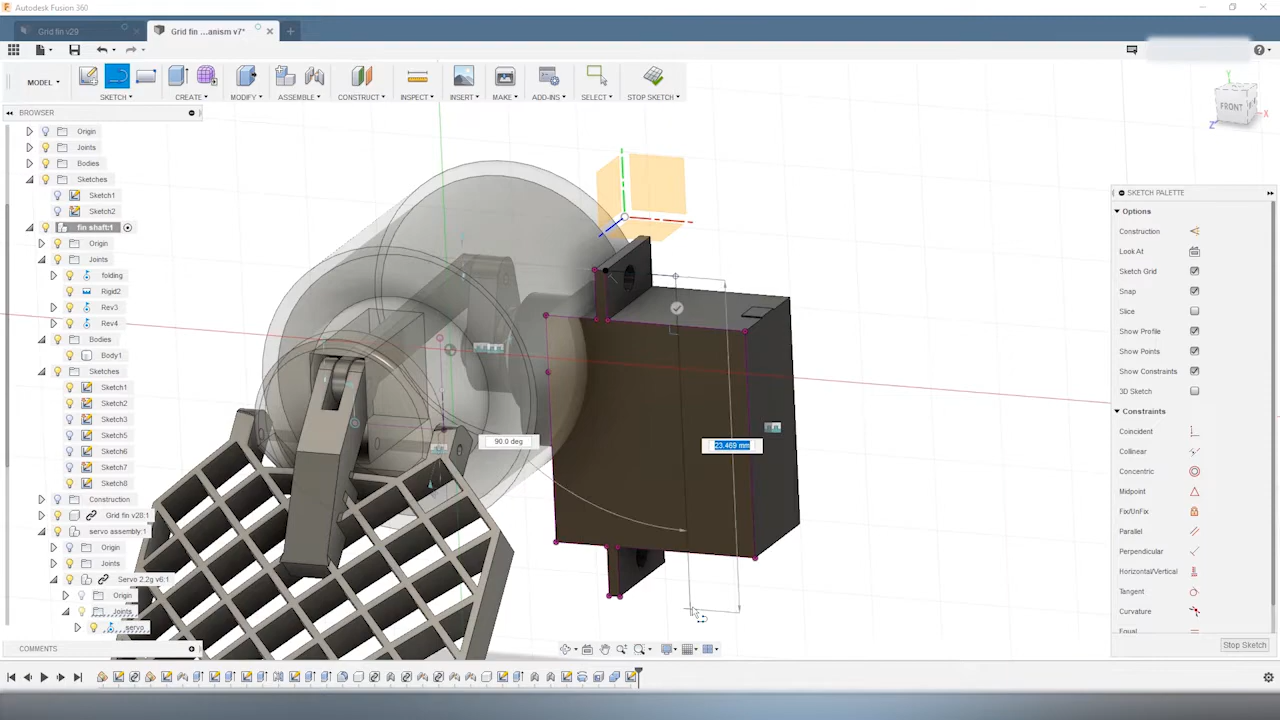 Autodesk Fusion 360
Grid fin v29
Grid fin ...anism v7*
MODEL
SKETCH
CREATE
MODIFY
ASSEMBLE
CONSTRUCT
INSPECT
INSERT
MAKE
ADD-INS
SELECT
STOP SKETCH
Y
FRONT
X
Z
BROWSER
Origin
Joints
Bodies
Sketches
Sketch1
Sketch2
fin shaft:1
Origin
Joints
folding
Rigid2
Rev3
Rev4
Bodies
Body1
Sketches
Sketch1
Sketch2
Sketch3
Sketch5
Sketch6
Sketch7
Sketch8
Construction
Grid fin v28:1
servo assembly:1
Origin
Joints
Servo 2.2g v6:1
Origin
Joints
servo
90.0 deg
23.469 mm
SKETCH PALETTE
Options
Construction
Look At
Sketch Grid
Snap
Slice
Show Profile
Show Points
Show Constraints
3D Sketch
Constraints
Coincident
Collinear
Concentric
Midpoint
Fix/UnFix
Parallel
Perpendicular
Horizontal/Vertical
Tangent
Curvature
Equal
Stop Sketch
COMMENTS